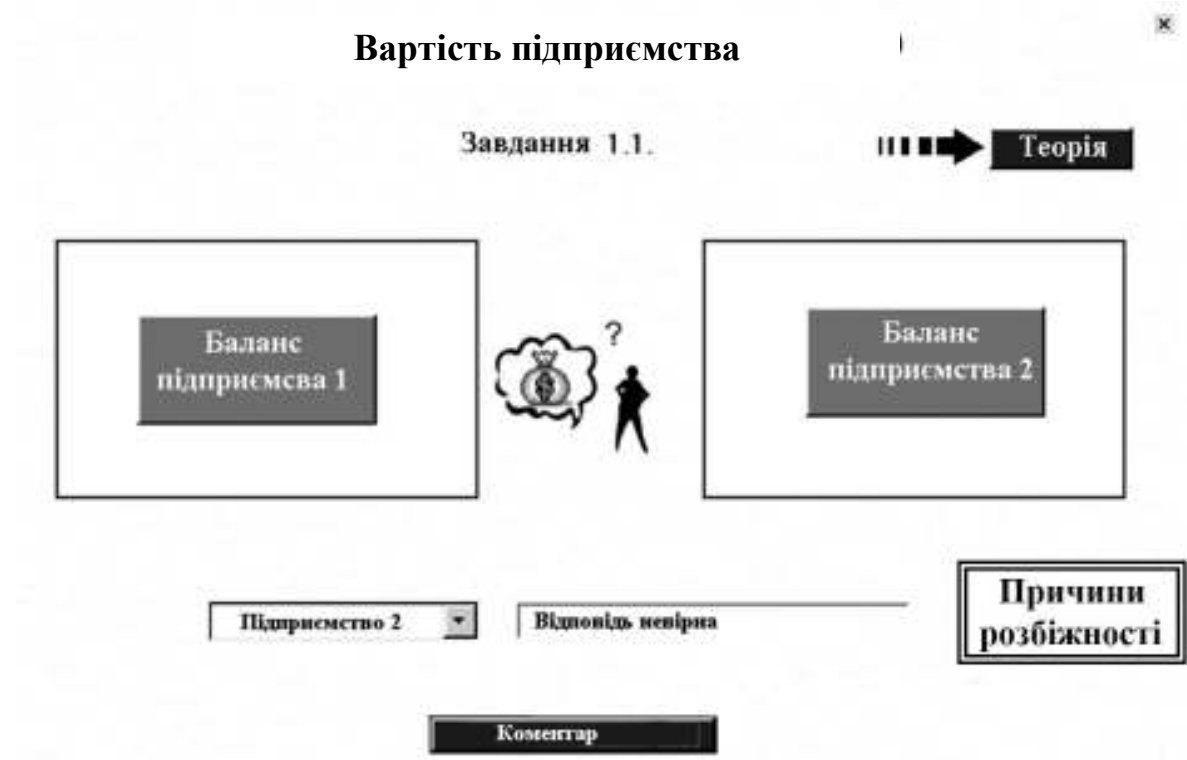 Вартість підприємства
Завдання 1.1.
Теорія
Баланс
підприємсва 1
?
Баланс
підприємства 2
Підприємство 2
Відповідь невірна
Причини
розбіжності
Коментар